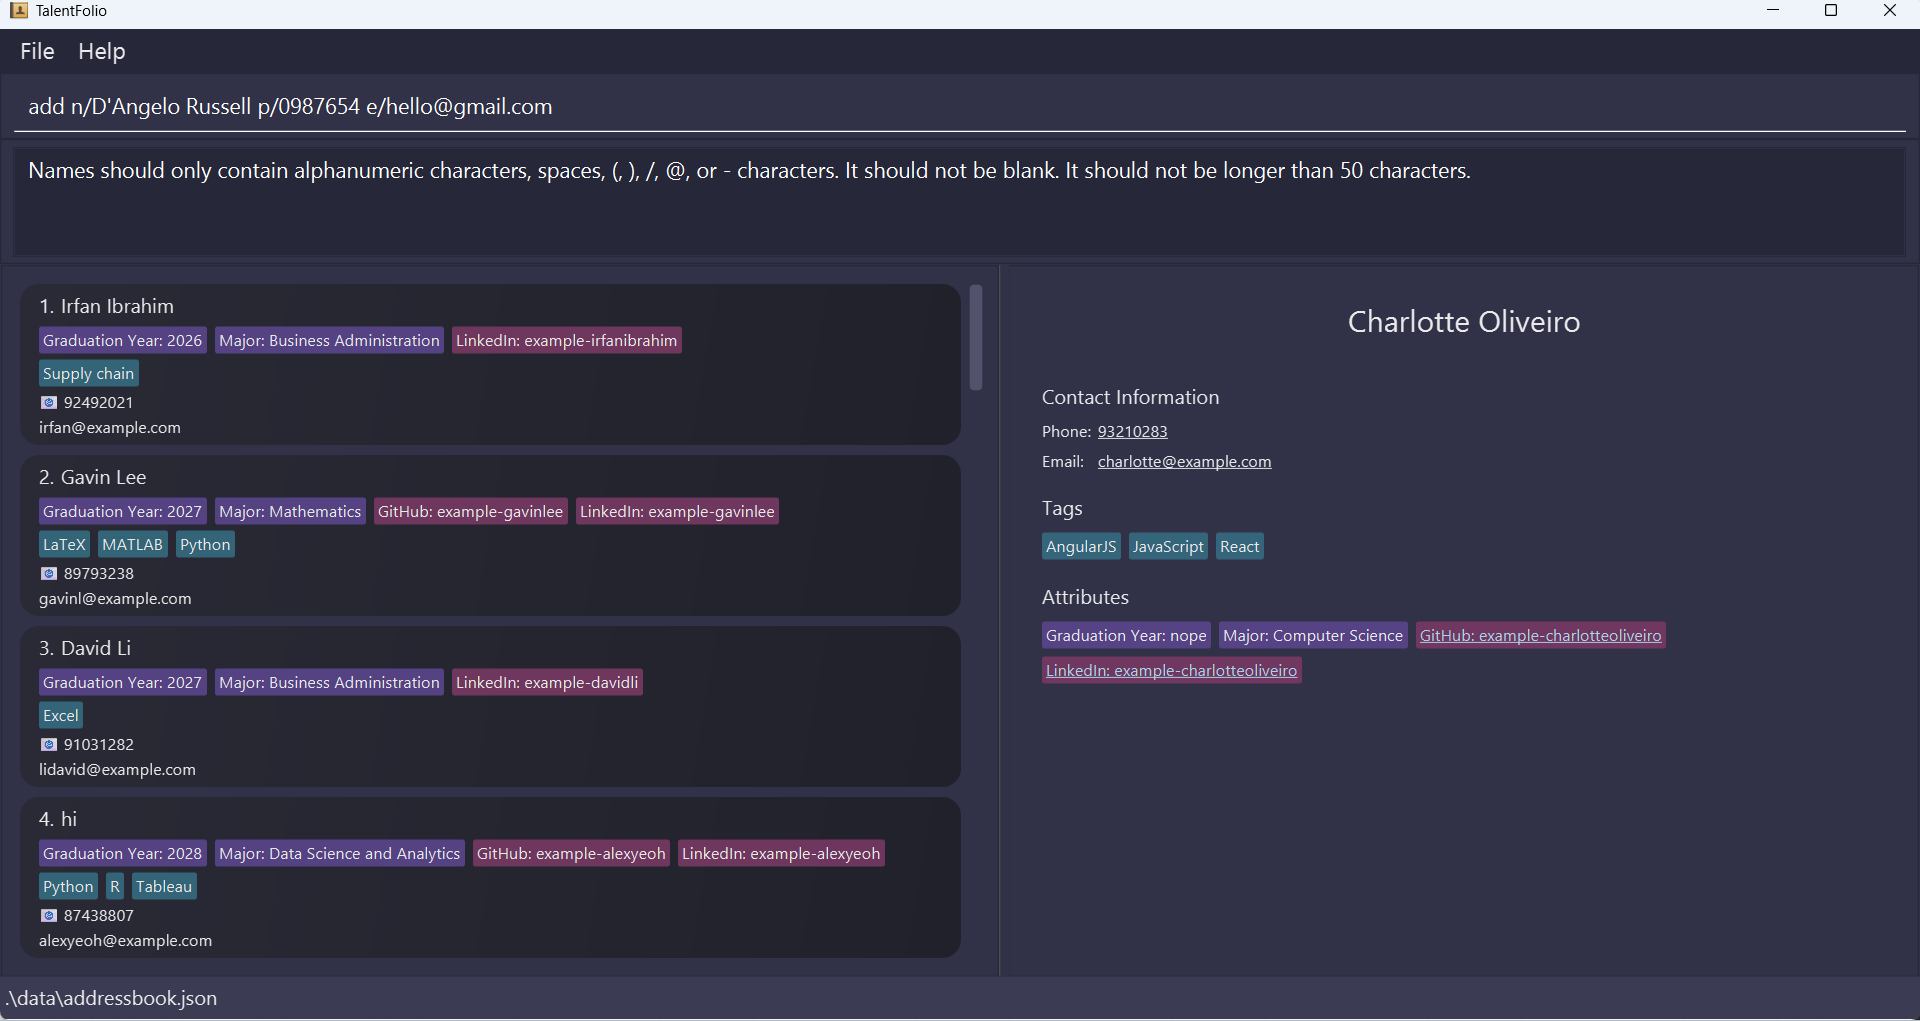 TalentFolio
File Help
add n/D'Angelo Russell p/0987654 e/hello@gmail.com
Names should only contain alphanumeric characters, spaces, (, ), /, @, or - characters. It should not be blank. It should not be longer than 50 characters.
1. Irfan Ibrahim
Graduation Year: 2026 Major: Business Administration LinkedIn: example-irfanibrahim
Supply chain
92492021
irfan@example.com
2. Gavin Lee
Graduation Year: 2027 Major: Mathematics GitHub: example-gavinlee LinkedIn: example-gavinlee
LaTeX MATLAB Python
89793238
gavinl@example.com
3. David Li
Graduation Year: 2027 Major: Business Administration LinkedIn: example-davidli
Excel
91031282
lidavid@example.com
4. hi
Graduation Year: 2028 Major: Data Science and Analytics GitHub: example-alexyeoh LinkedIn: example-alexyeoh
Python R Tableau
87438807
alexyeoh@example.com
Charlotte Oliveiro
Contact Information
Phone: 93210283
Email: charlotte@example.com
Tags
AngularJS JavaScript React
Attributes
Graduation Year: nope Major: Computer Science GitHub: example-charlotteoliveiro
LinkedIn: example-charlotteoliveiro
.\data\addressbook.json